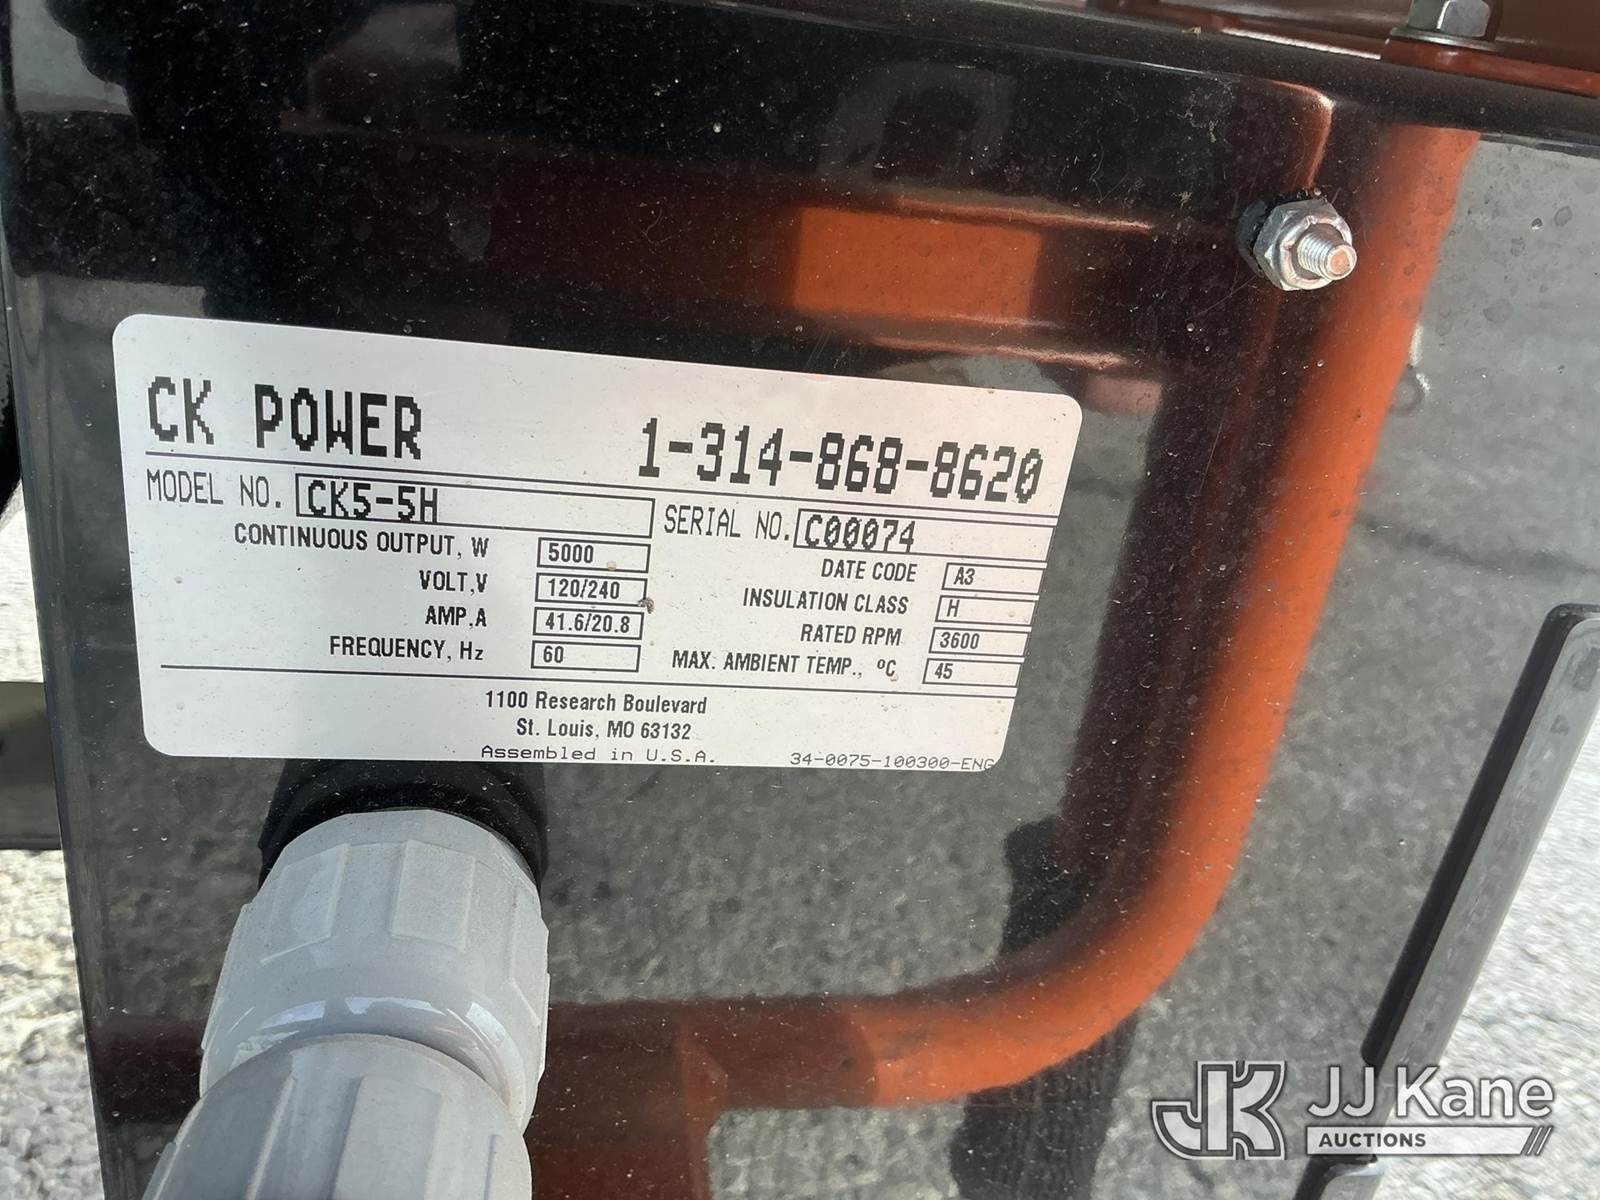 CK POWER 1-314-868-8620
MODEL NO. CK5-5H SERIAL NO. C00074
CONTINUOUS OUTPUT, W 5000 DATE CODE A3
VOLT,V 120/240 INSULATION CLASS H
AMP,A 41.6/20.8 RATED RPM 3600
FREQUENCY, Hz 60 MAX. AMBIENT TEMP., ºC 45
1100 Research Boulevard
St. Louis, MO 63132
Assembled in U.S.A. 34-0075-100300-ENG
JK JJ Kane
AUCTIONS